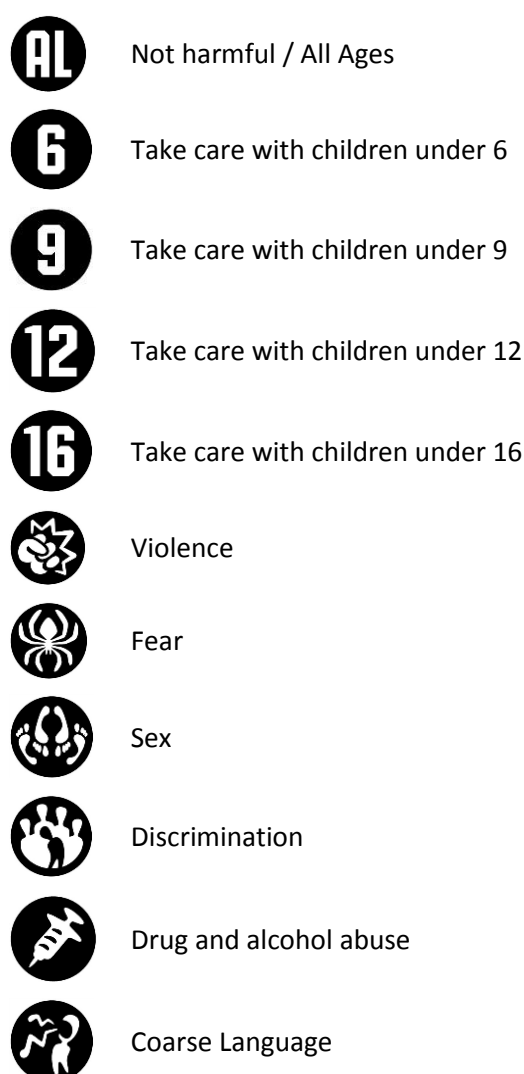 AL Not harmful / All Ages
6 Take care with children under 6
9 Take care with children under 9
12 Take care with children under 12
16 Take care with children under 16
Violence
Fear
Sex
Discrimination
Drug and alcohol abuse
Coarse Language